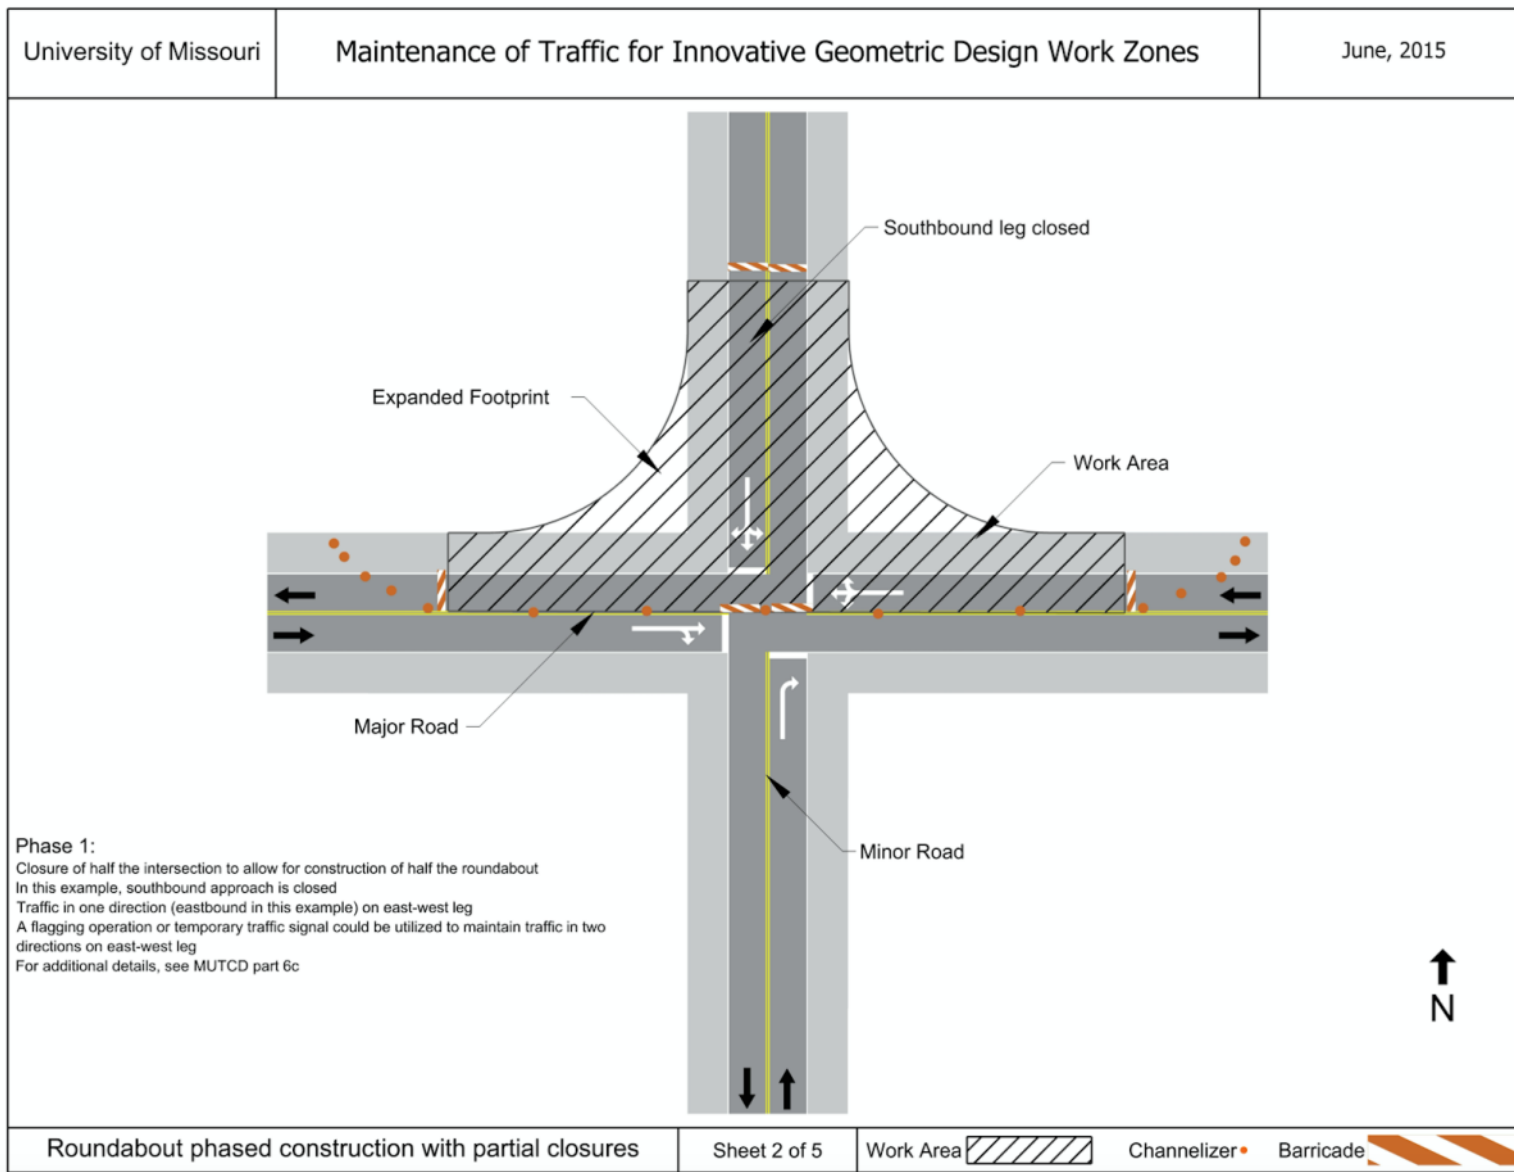 University of Missouri
Maintenance of Traffic for Innovative Geometric Design Work Zones
June, 2015
Southbound leg closed
Expanded Footprint
Work Area
Major Road
Minor Road
Phase 1:
Closure of half the intersection to allow for construction of half the roundabout
In this example, southbound approach is closed
Traffic in one direction (eastbound in this example) on east-west leg
A flagging operation or temporary traffic signal could be utilized to maintain traffic in two
directions on east-west leg
For additional details, see MUTCD part 6c
N
Roundabout phased construction with partial closures
Sheet 2 of 5
Work Area
Channelizer
Barricade